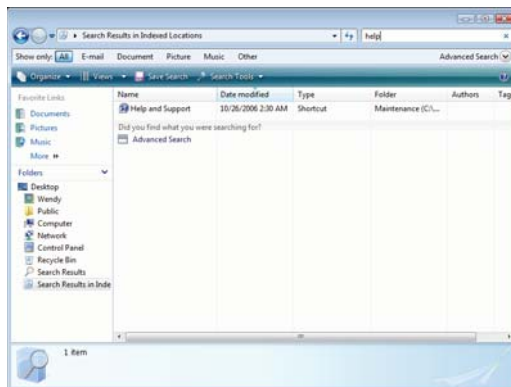 Search Results in Indexed Locations
help
Show only: All E-mail Document Picture Music Other Advanced Search
Organize Views Save Search Search Tools
Favorite Links
Documents
Pictures
Music
More »
Folders
Desktop
Wendy
Public
Computer
Network
Control Panel
Recycle Bin
Search Results
Search Results in Inde
Name Date modified Type Folder Authors Tag
Help and Support 10/26/2006 2:30 AM Shortcut Maintenance (C:\...
Did you find what you were searching for?
Advanced Search
1 item